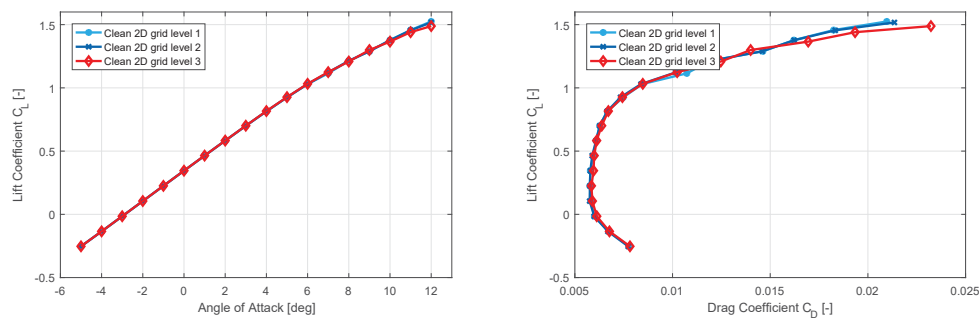 1.5
1
0.5
0
-0.5
-6 -4 -2 0 2 4 6 8 10 12
Angle of Attack [deg]
Lift Coefficient C_L [-]
Clean 2D grid level 1
Clean 2D grid level 2
Clean 2D grid level 3
1.5
1
0.5
0
-0.5
0.005 0.01 0.015 0.02 0.025
Drag Coefficient C_D [-]
Lift Coefficient C_L [-]
Clean 2D grid level 1
Clean 2D grid level 2
Clean 2D grid level 3